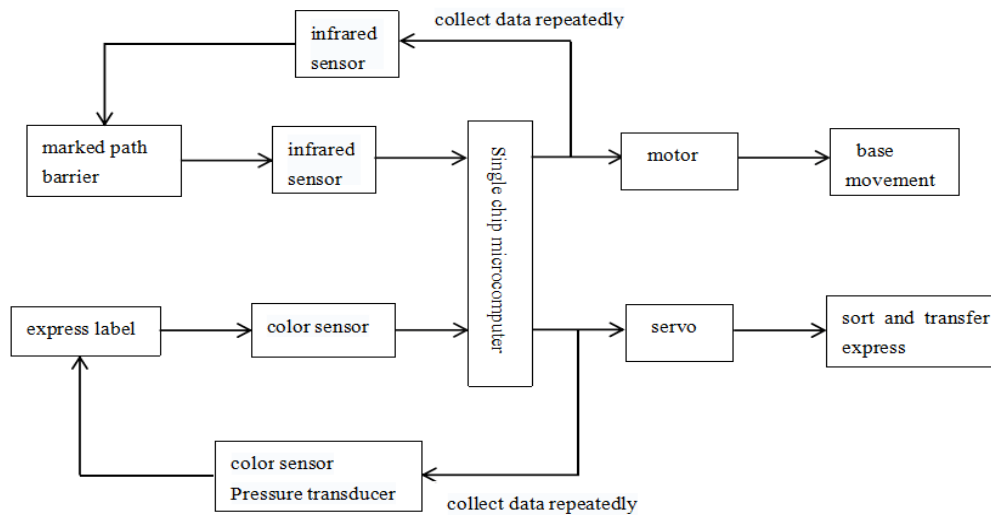 collect data repeatedly
infrared
sensor
marked path
barrier
infrared
sensor
Single chip microcomputer
motor
base
movement
express label
color sensor
servo
sort and transfer
express
color sensor
Pressure transducer
collect data repeatedly